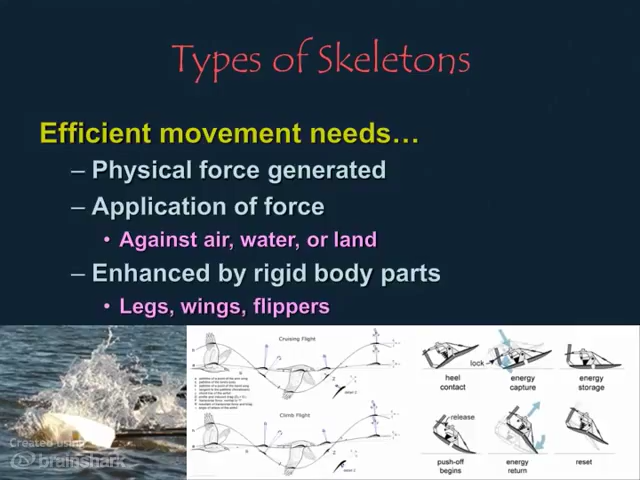 Types of Skeletons
Efficient movement needs…
– Physical force generated
– Application of force
• Against air, water, or land
– Enhanced by rigid body parts
• Legs, wings, flippers
Cruising Flight
Climb Flight
lock
heel contact
energy capture
energy storage
release
push-off begins
energy return
reset
Created using
brainshark